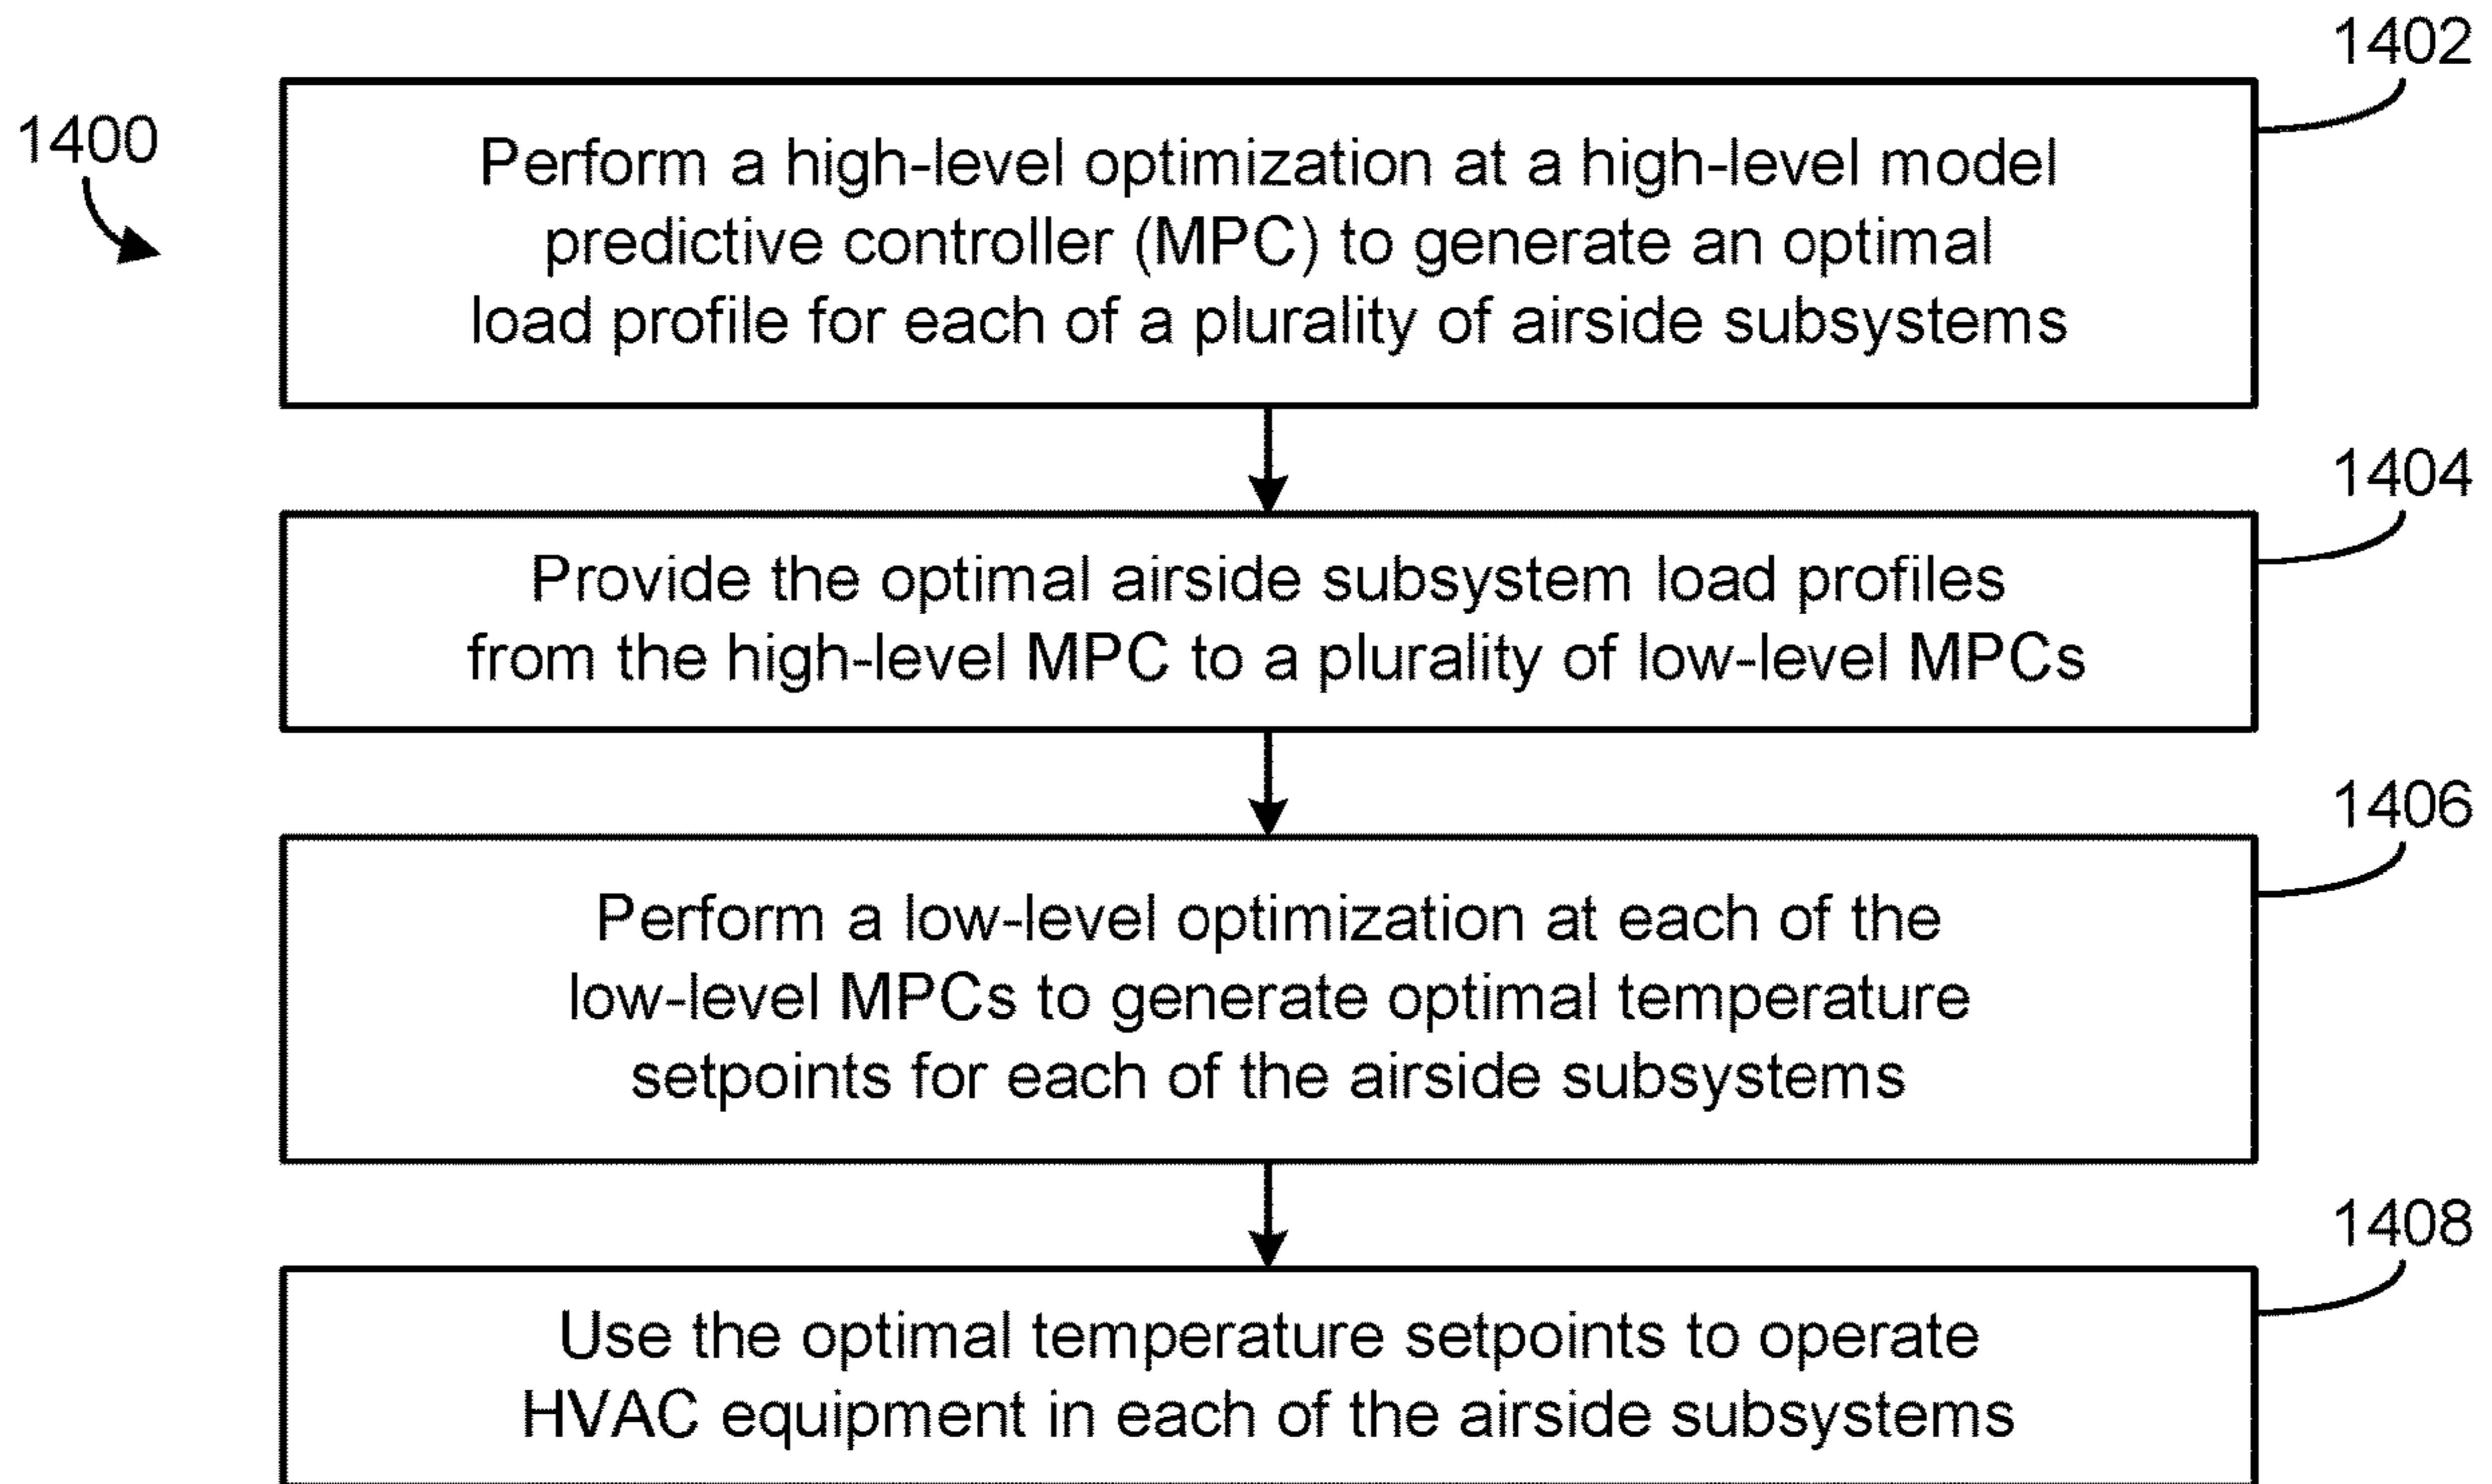 1400
1402
Perform a high-level optimization at a high-level model
predictive controller (MPC) to generate an optimal
load profile for each of a plurality of airside subsystems
1404
Provide the optimal airside subsystem load profiles
from the high-level MPC to a plurality of low-level MPCs
1406
Perform a low-level optimization at each of the
low-level MPCs to generate optimal temperature
setpoints for each of the airside subsystems
1408
Use the optimal temperature setpoints to operate
HVAC equipment in each of the airside subsystems